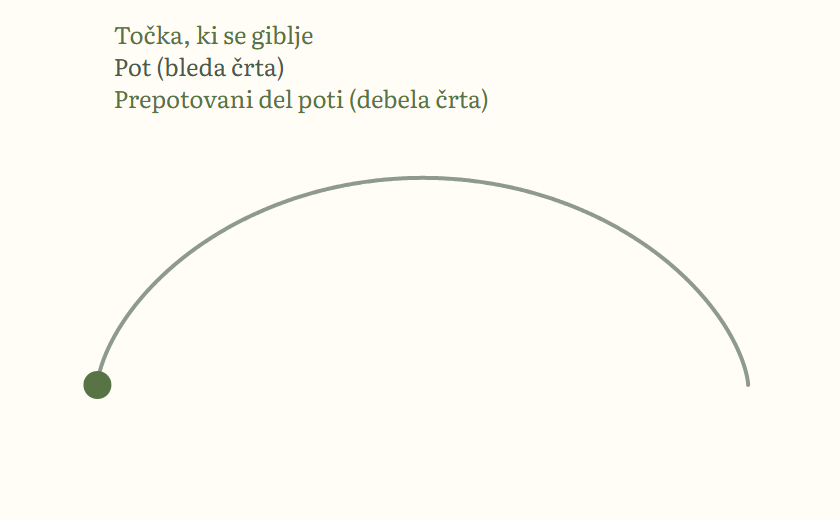 Točka, ki se giblje
Pot (bleda črta)
Prepotovani del poti (debela črta)